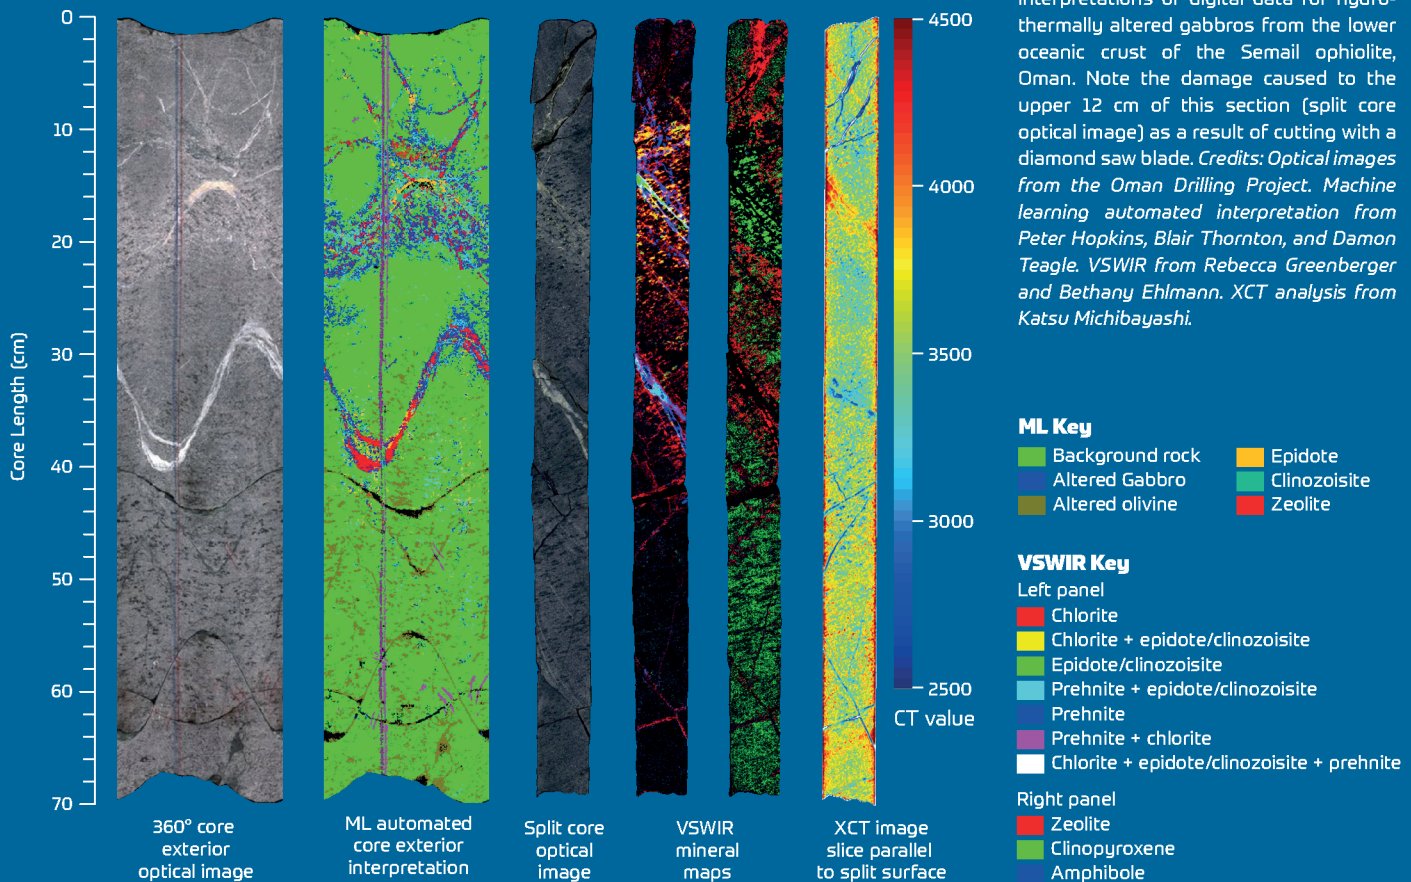 interpretations of digital data for hydro-
thermally altered gabbros from the lower
oceanic crust of the Semail ophiolite,
Oman. Note the damage caused to the
upper 12 cm of this section (split core
optical image) as a result of cutting with a
diamond saw blade. Credits: Optical images
from the Oman Drilling Project. Machine
learning automated interpretation from
Peter Hopkins, Blair Thornton, and Damon
Teagle. VSWIR from Rebecca Greenberger
and Bethany Ehlmann. XCT analysis from
Katsu Michibayashi.
Core Length (cm)
0
10
20
30
40
50
60
70
4500
4000
3500
3000
2500
CT value
360° core
exterior
optical image
ML automated
core exterior
interpretation
Split core
optical
image
VSWIR
mineral
maps
XCT image
slice parallel
to split surface
ML Key
Background rock
Altered Gabbro
Altered olivine
Epidote
Clinozoisite
Zeolite
VSWIR Key
Left panel
Chlorite
Chlorite + epidote/clinozoisite
Epidote/clinozoisite
Prehnite + epidote/clinozoisite
Prehnite
Prehnite + chlorite
Chlorite + epidote/clinozoisite + prehnite
Right panel
Zeolite
Clinopyroxene
Amphibole